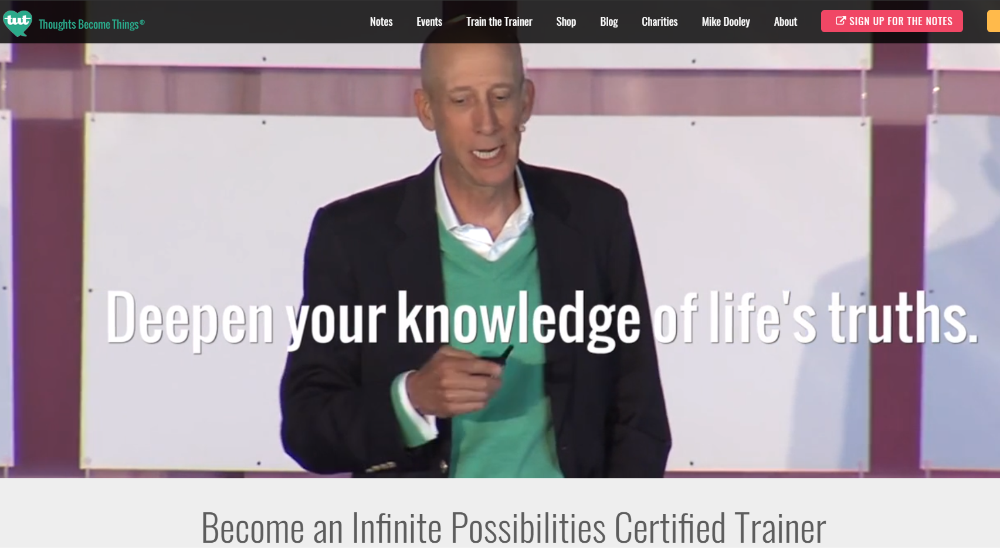 tut Thoughts Become Things®
Notes Events Train the Trainer Shop Blog Charities Mike Dooley About SIGN UP FOR THE NOTES
Deepen your knowledge of life's truths.
Become an Infinite Possibilities Certified Trainer